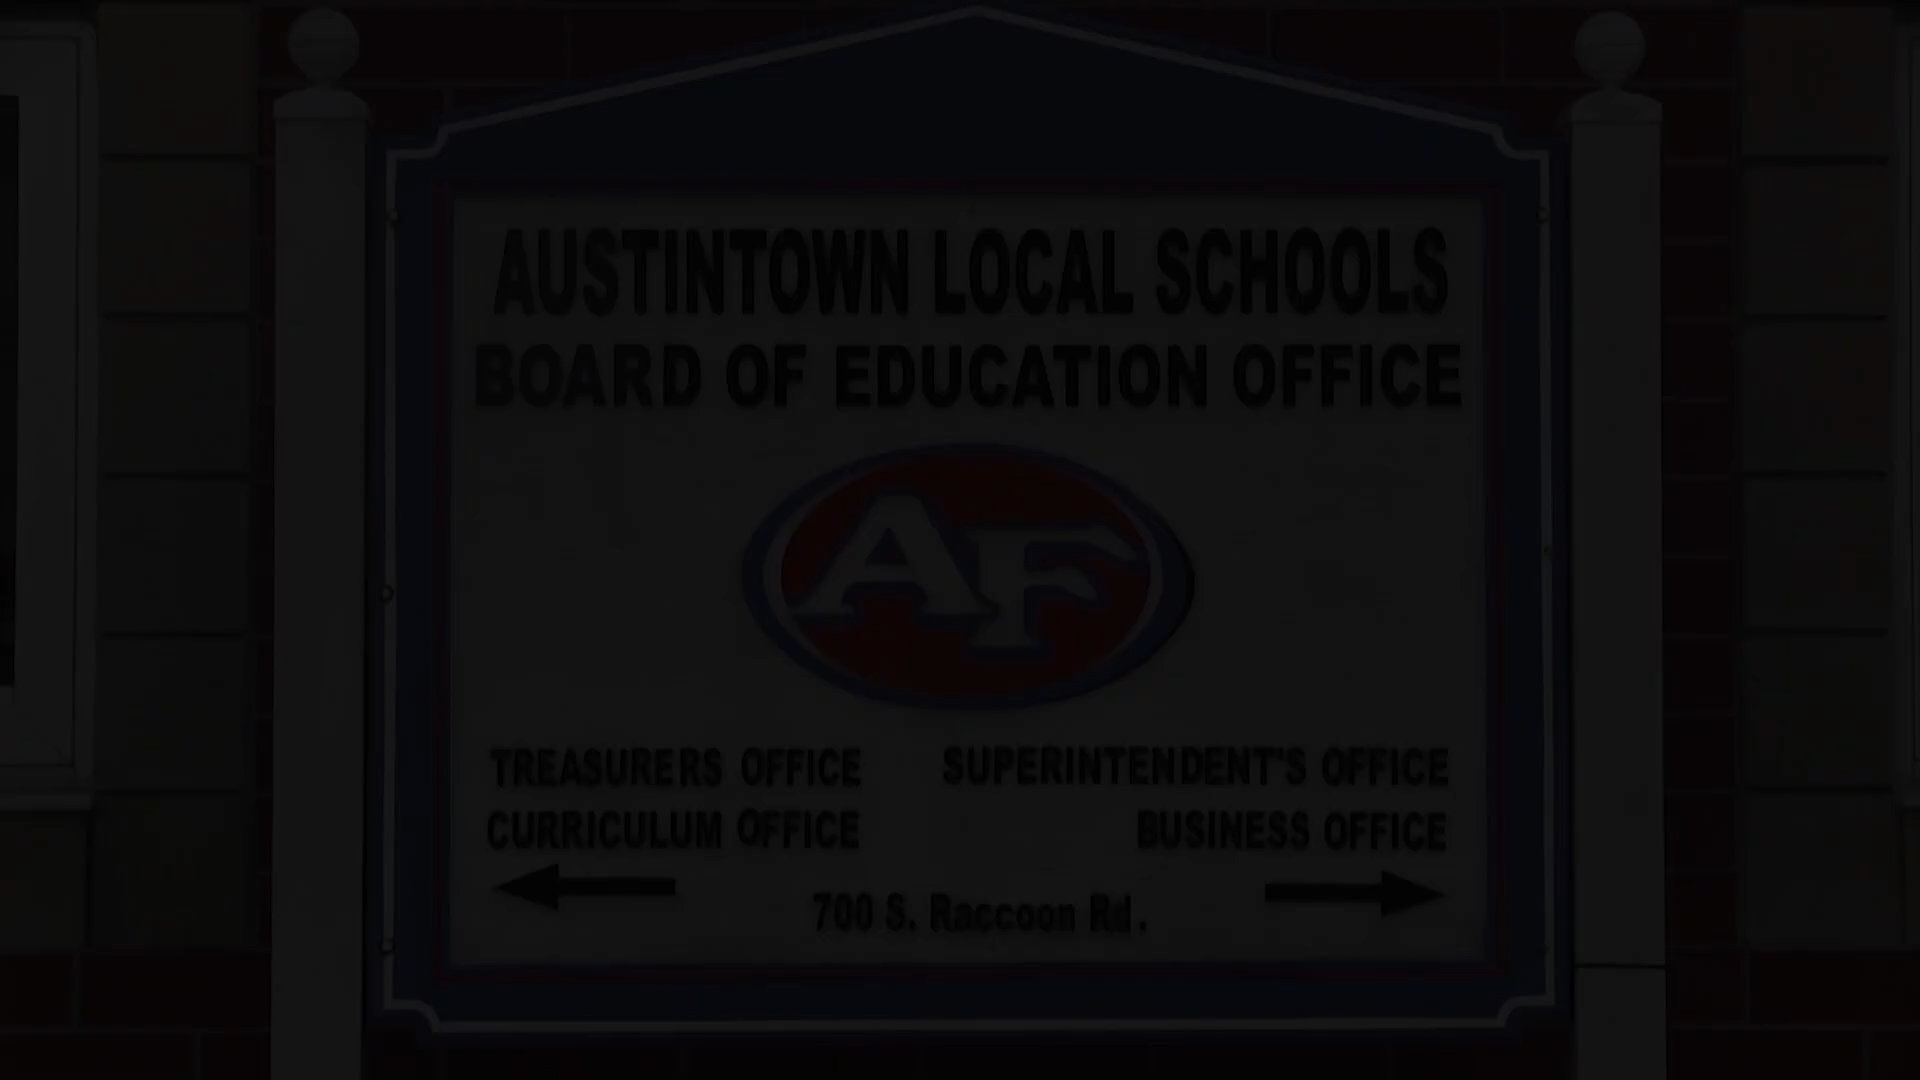 AUSTINTOWN LOCAL SCHOOLS
BOARD OF EDUCATION OFFICE
AF
TREASURERS OFFICE SUPERINTENDENT'S OFFICE
CURRICULUM OFFICE BUSINESS OFFICE
700 S. Raccoon Rd.